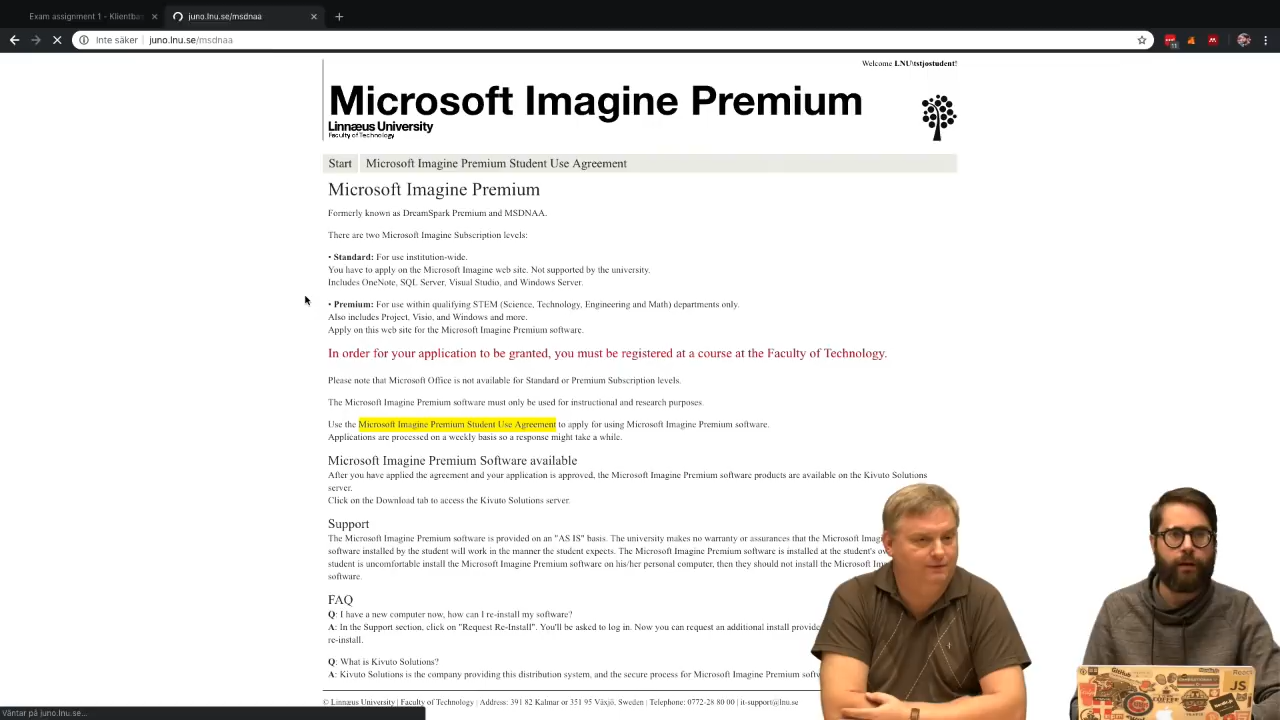 Exam assignment 1 - Klientba
juno.lnu.se/msdnaa
Inte säker | juno.lnu.se/msdnaa
Welcome LNU\tstjostudent!
Microsoft Imagine Premium
Linnæus University
Faculty of Technology
Start Microsoft Imagine Premium Student Use Agreement
Microsoft Imagine Premium
Formerly known as DreamSpark Premium and MSDNAA.
There are two Microsoft Imagine Subscription levels:
• Standard: For use institution-wide.
You have to apply on the Microsoft Imagine web site. Not supported by the university.
Includes OneNote, SQL Server, Visual Studio, and Windows Server.
• Premium: For use within qualifying STEM (Science, Technology, Engineering and Math) departments only.
Also includes Project, Visio, and Windows and more.
Apply on this web site for the Microsoft Imagine Premium software.
In order for your application to be granted, you must be registered at a course at the Faculty of Technology.
Please note that Microsoft Office is not available for Standard or Premium Subscription levels.
The Microsoft Imagine Premium software must only be used for instructional and research purposes.
Use the Microsoft Imagine Premium Student Use Agreement to apply for using Microsoft Imagine Premium software.
Applications are processed on a weekly basis so a response might take a while.
Microsoft Imagine Premium Software available
After you have applied the agreement and your application is approved, the Microsoft Imagine Premium software products are available on the Kivuto Solutions
server.
Click on the Download tab to access the Kivuto Solutions server.
Support
The Microsoft Imagine Premium software is provided on an "AS IS" basis. The university makes no warranty or assurances that the Microsoft Imag
software installed by the student will work in the manner the student expects. The Microsoft Imagine Premium software is installed at the student's ow
student is uncomfortable install the Microsoft Imagine Premium software on his/her personal computer, then they should not install the Microsoft Im
software.
FAQ
Q: I have a new computer now, how can I re-install my software?
A: In the Support section, click on "Request Re-Install". You'll be asked to log in. Now you can request an additional install provide
re-install.
Q: What is Kivuto Solutions?
A: Kivuto Solutions is the company providing this distribution system, and the secure process for Microsoft Imagine Premium softw
© Linnæus University | Faculty of Technology | Address: 391 82 Kalmar or 351 95 Växjö, Sweden | Telephone: 0772-28 80 00 | it-support@lnu.se
Väntar på juno.lnu.se...
GitHub
JS